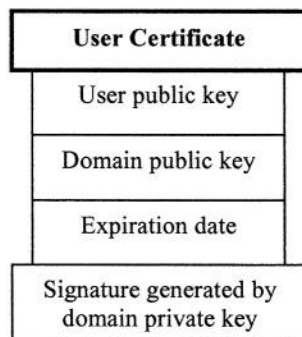 User Certificate
User public key
Domain public key
Expiration date
Signature generated by
domain private key